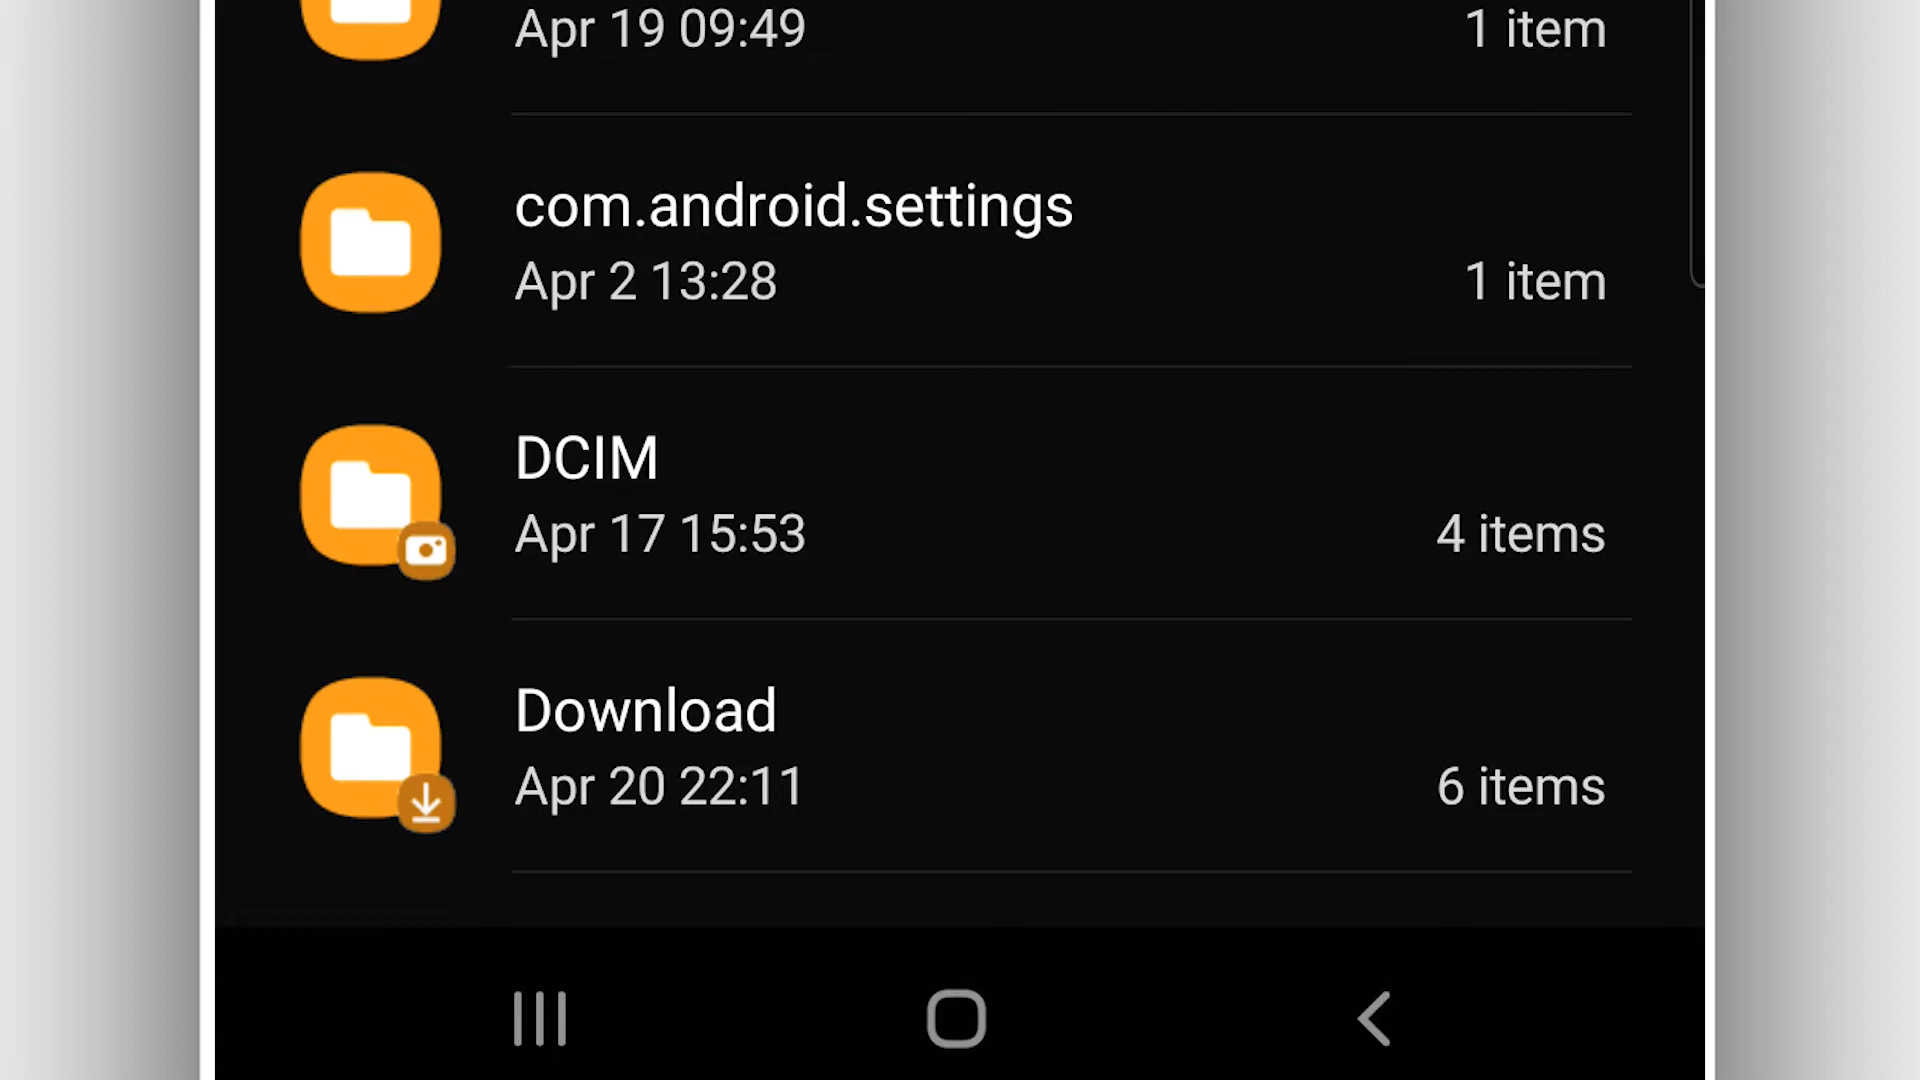 Apr 19 09:49 1 item
com.android.settings
Apr 2 13:28 1 item
DCIM
Apr 17 15:53 4 items
Download
Apr 20 22:11 6 items